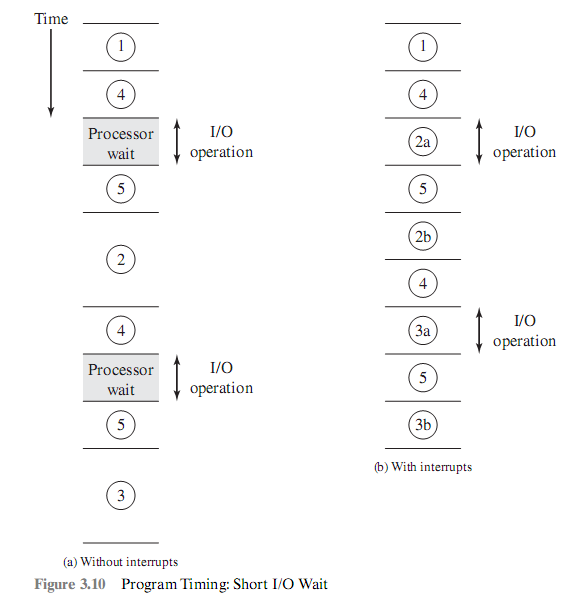 Time
1
4
Processor
wait
I/O
operation
5
2
4
Processor
wait
I/O
operation
5
3
(a) Without interrupts
1
4
2a
I/O
operation
5
2b
4
3a
I/O
operation
5
3b
(b) With interrupts
Figure 3.10 Program Timing: Short I/O Wait